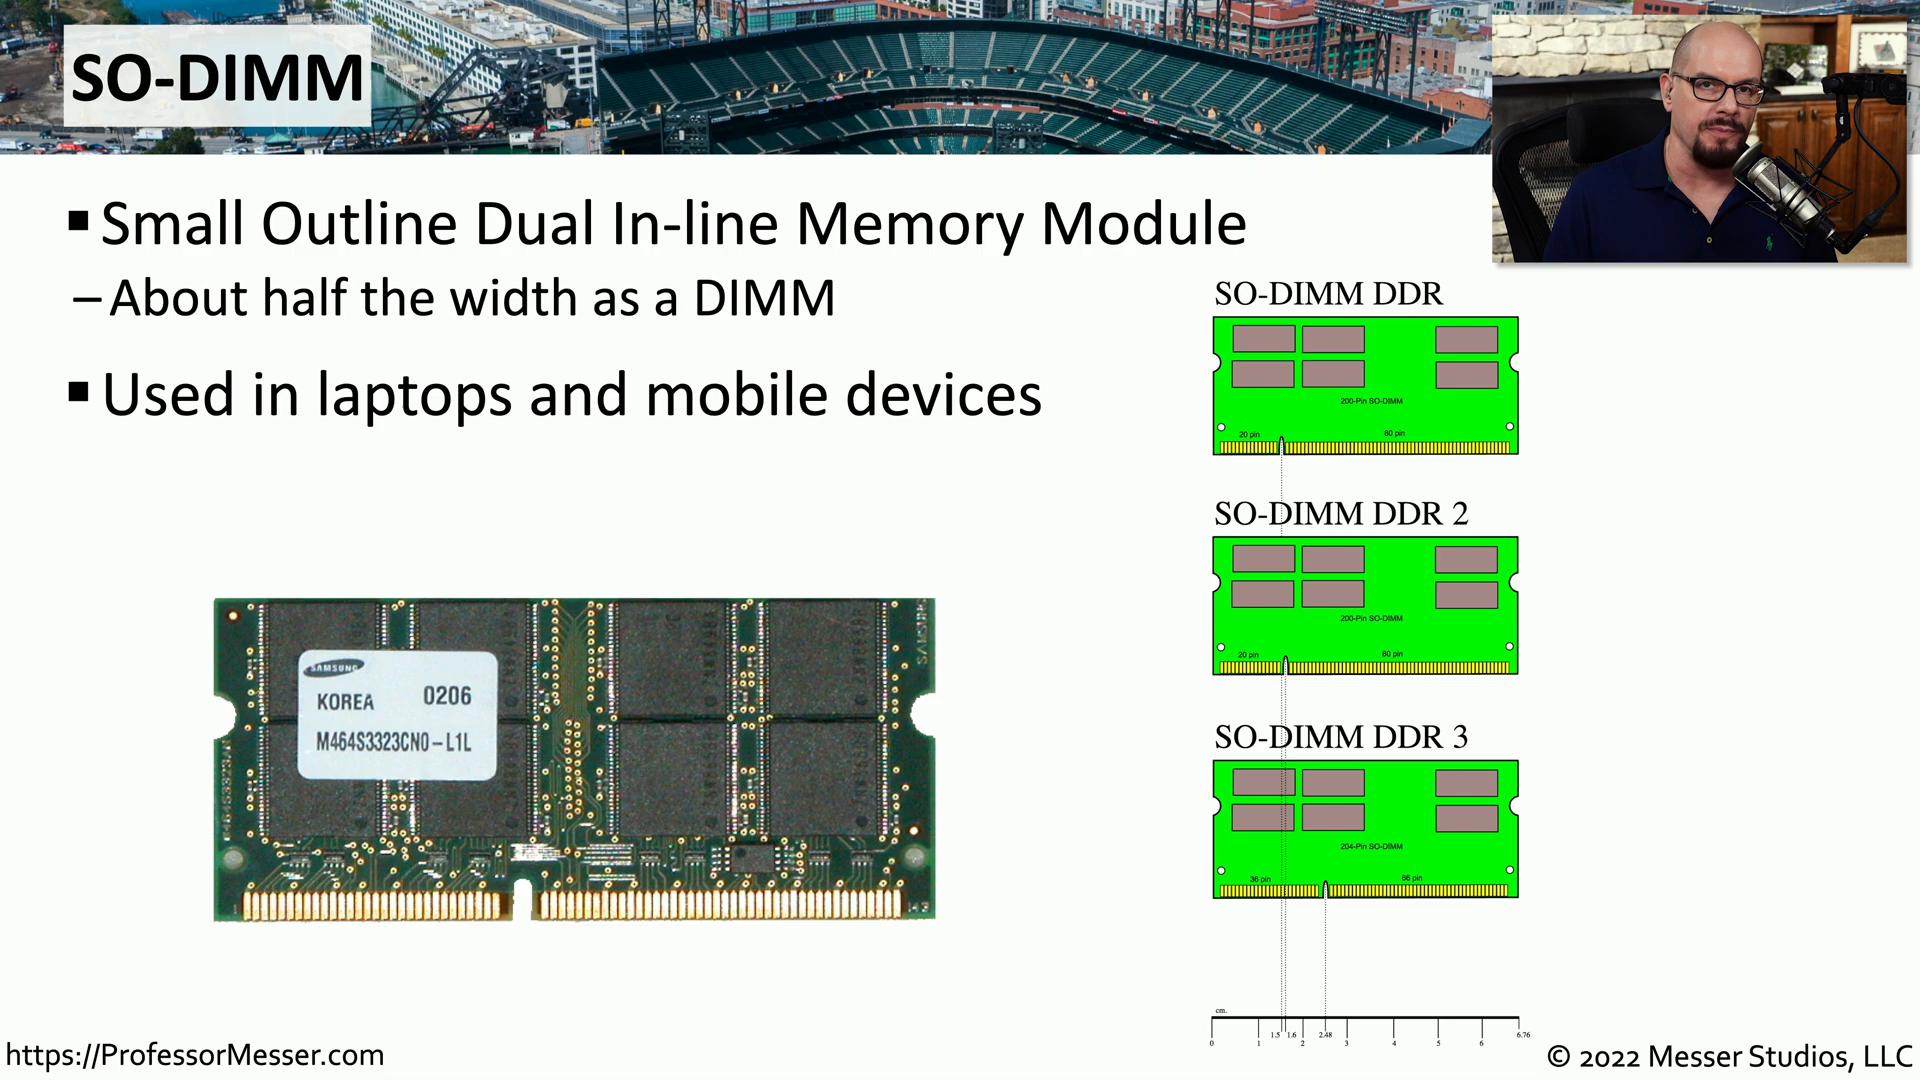 SO-DIMM
▪ Small Outline Dual In-line Memory Module
– About half the width as a DIMM
▪ Used in laptops and mobile devices
SO-DIMM DDR
200-Pin SO-DIMM
20 pin 80 pin
SO-DIMM DDR 2
200-Pin SO-DIMM
20 pin 80 pin
SO-DIMM DDR 3
204-Pin SO-DIMM
36 pin 66 pin
cm.
1.5 1.6 2.48 6.76
0 1 2 3 4 5 6
SAMSUNG
KOREA 0206
M464S3323CN0-L1L
SAMSUNG
https://ProfessorMesser.com
© 2022 Messer Studios, LLC